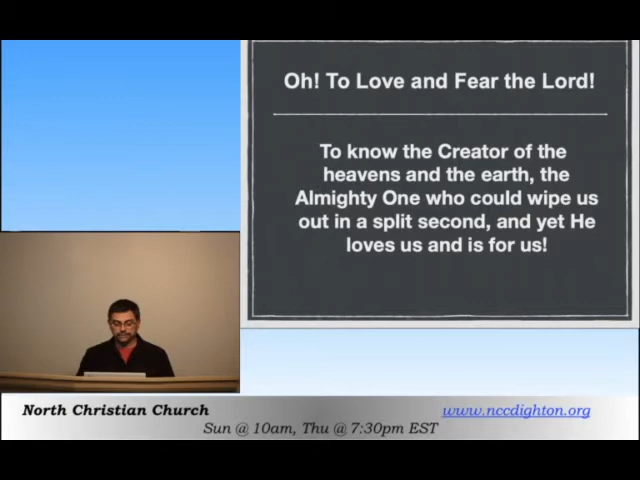 Oh! To Love and Fear the Lord!
To know the Creator of the
heavens and the earth, the
Almighty One who could wipe us
out in a split second, and yet He
loves us and is for us!
North Christian Church
www.nccdighton.org
Sun @ 10am, Thu @ 7:30pm EST